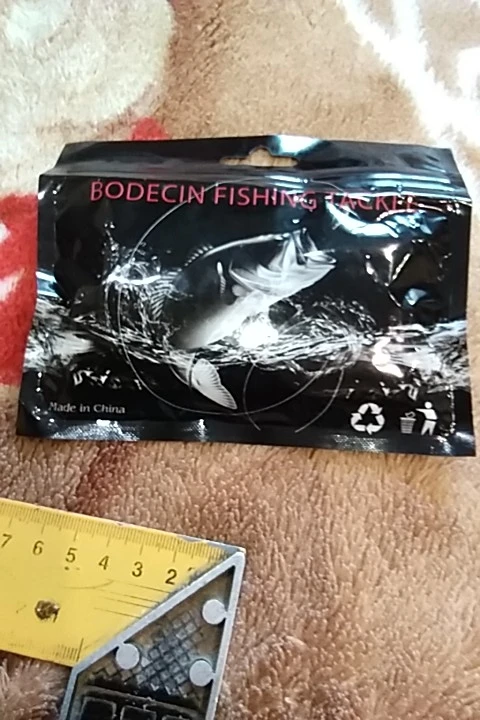 BODECIN FISHING TACKLE
Made in China
7 6 5 4 3 2